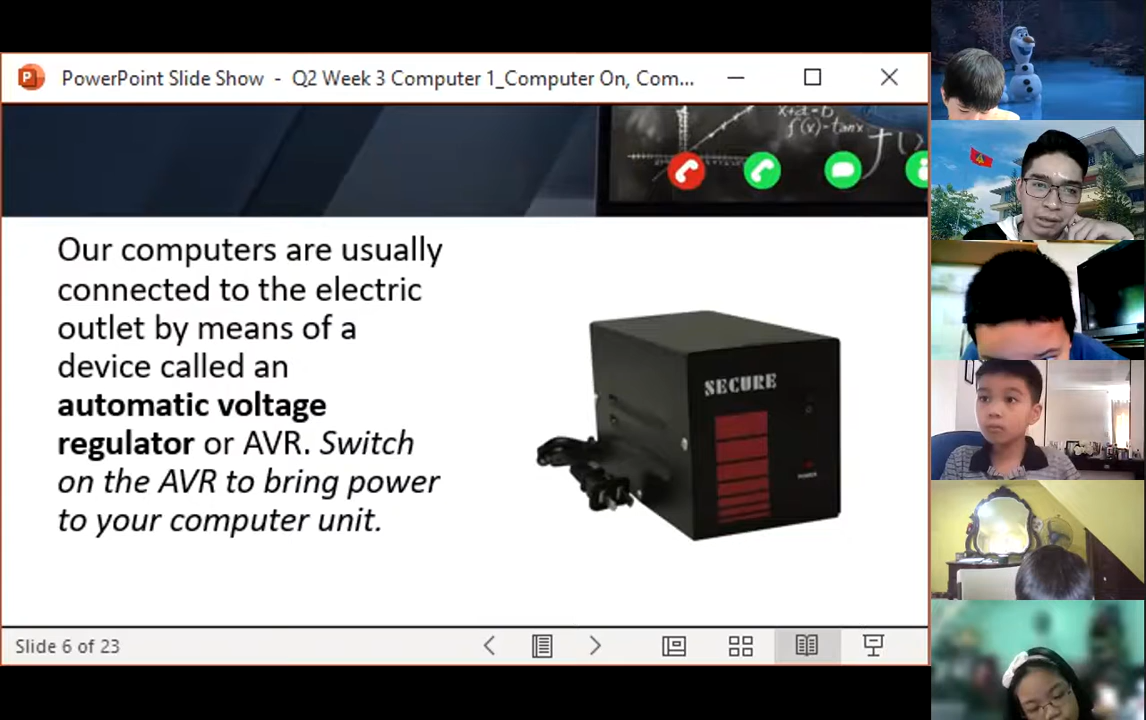 PowerPoint Slide Show - Q2 Week 3 Computer 1_Computer On, Com...
x+a=b
f(x)-tanx
Our computers are usually
connected to the electric
outlet by means of a
device called an
automatic voltage
regulator or AVR. Switch
on the AVR to bring power
to your computer unit.
SECURE
POWER
Slide 6 of 23